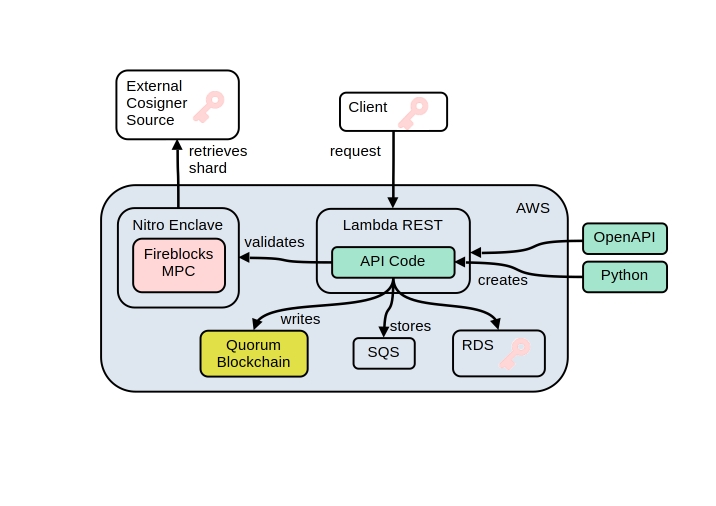 External
Cosigner
Source
Client
retrieves
shard
request
AWS
Nitro Enclave
Lambda REST
Fireblocks
MPC
validates
API Code
OpenAPI
Python
creates
writes
stores
Quorum
Blockchain
SQS
RDS